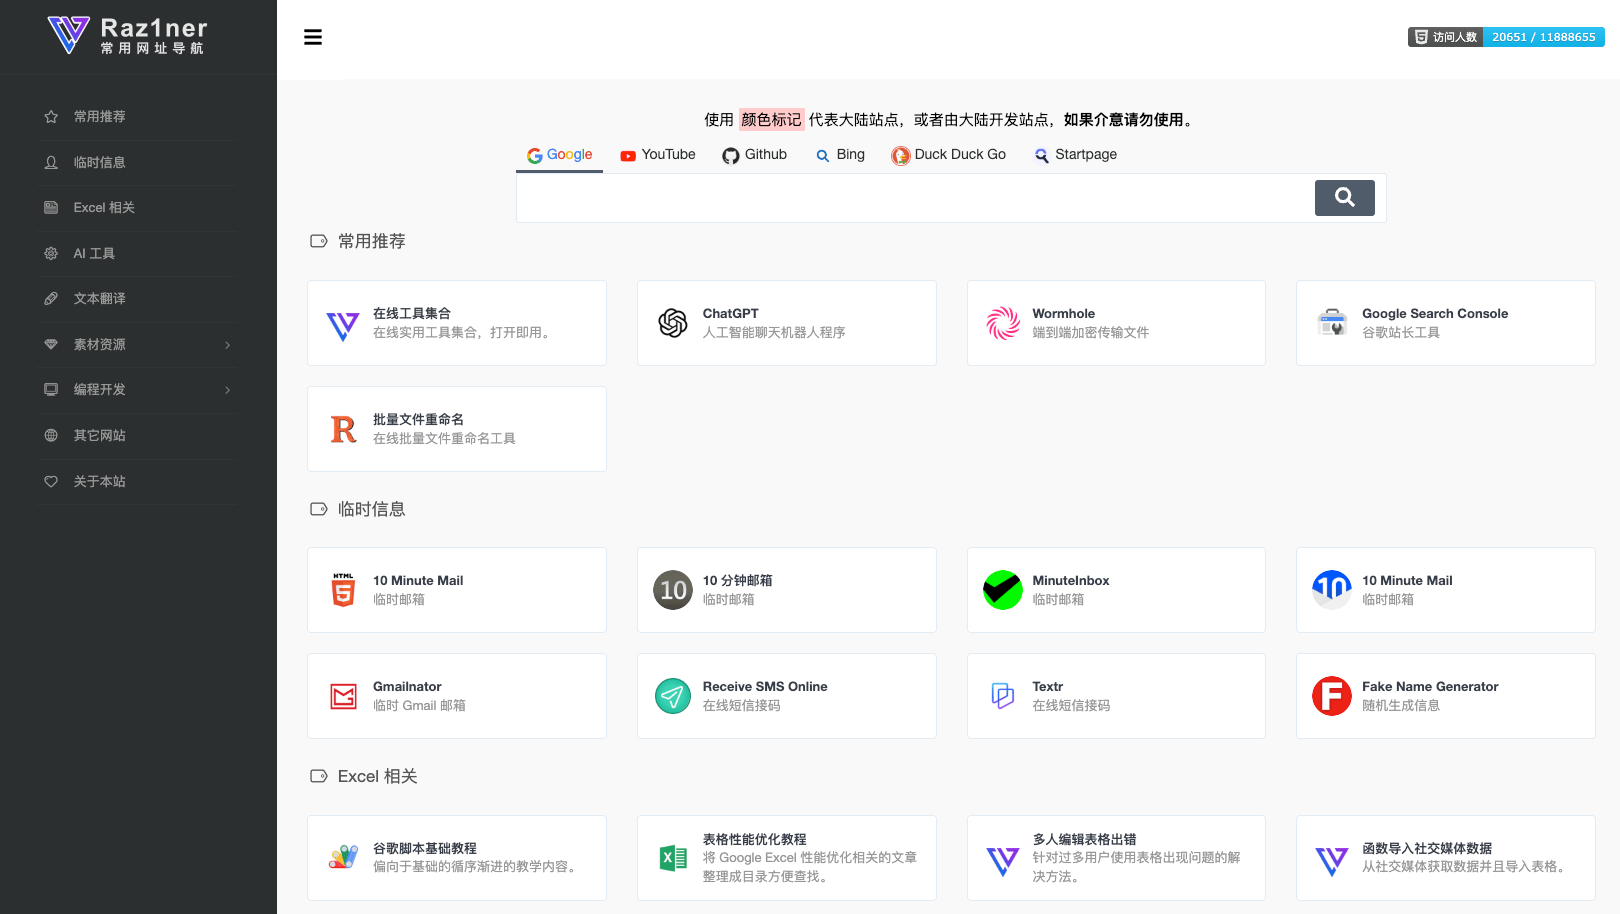 Raz1ner
常用网址导航
访问人数 20651 / 11888655
常用推荐
临时信息
Excel 相关
AI 工具
文本翻译
素材资源
编程开发
其它网站
关于本站
使用 颜色标记 代表大陆站点，或者由大陆开发站点，如果介意请勿使用。
Google YouTube Github Bing Duck Duck Go Startpage
常用推荐
在线工具集合
在线实用工具集合，打开即用。
ChatGPT
人工智能聊天机器人程序
Wormhole
端到端加密传输文件
Google Search Console
谷歌站长工具
R
批量文件重命名
在线批量文件重命名工具
临时信息
HTML
5
10 Minute Mail
临时邮箱
10
10 分钟邮箱
临时邮箱
MinuteInbox
临时邮箱
10
10 Minute Mail
临时邮箱
Gmailnator
临时 Gmail 邮箱
Receive SMS Online
在线短信接码
Textr
在线短信接码
F
Fake Name Generator
随机生成信息
Excel 相关
谷歌脚本基础教程
偏向于基础的循序渐进的教学内容。
X
表格性能优化教程
将 Google Excel 性能优化相关的文章
整理成目录方便查找。
多人编辑表格出错
针对过多用户使用表格出现问题的解
决方法。
函数导入社交媒体数据
从社交媒体获取数据并且导入表格。